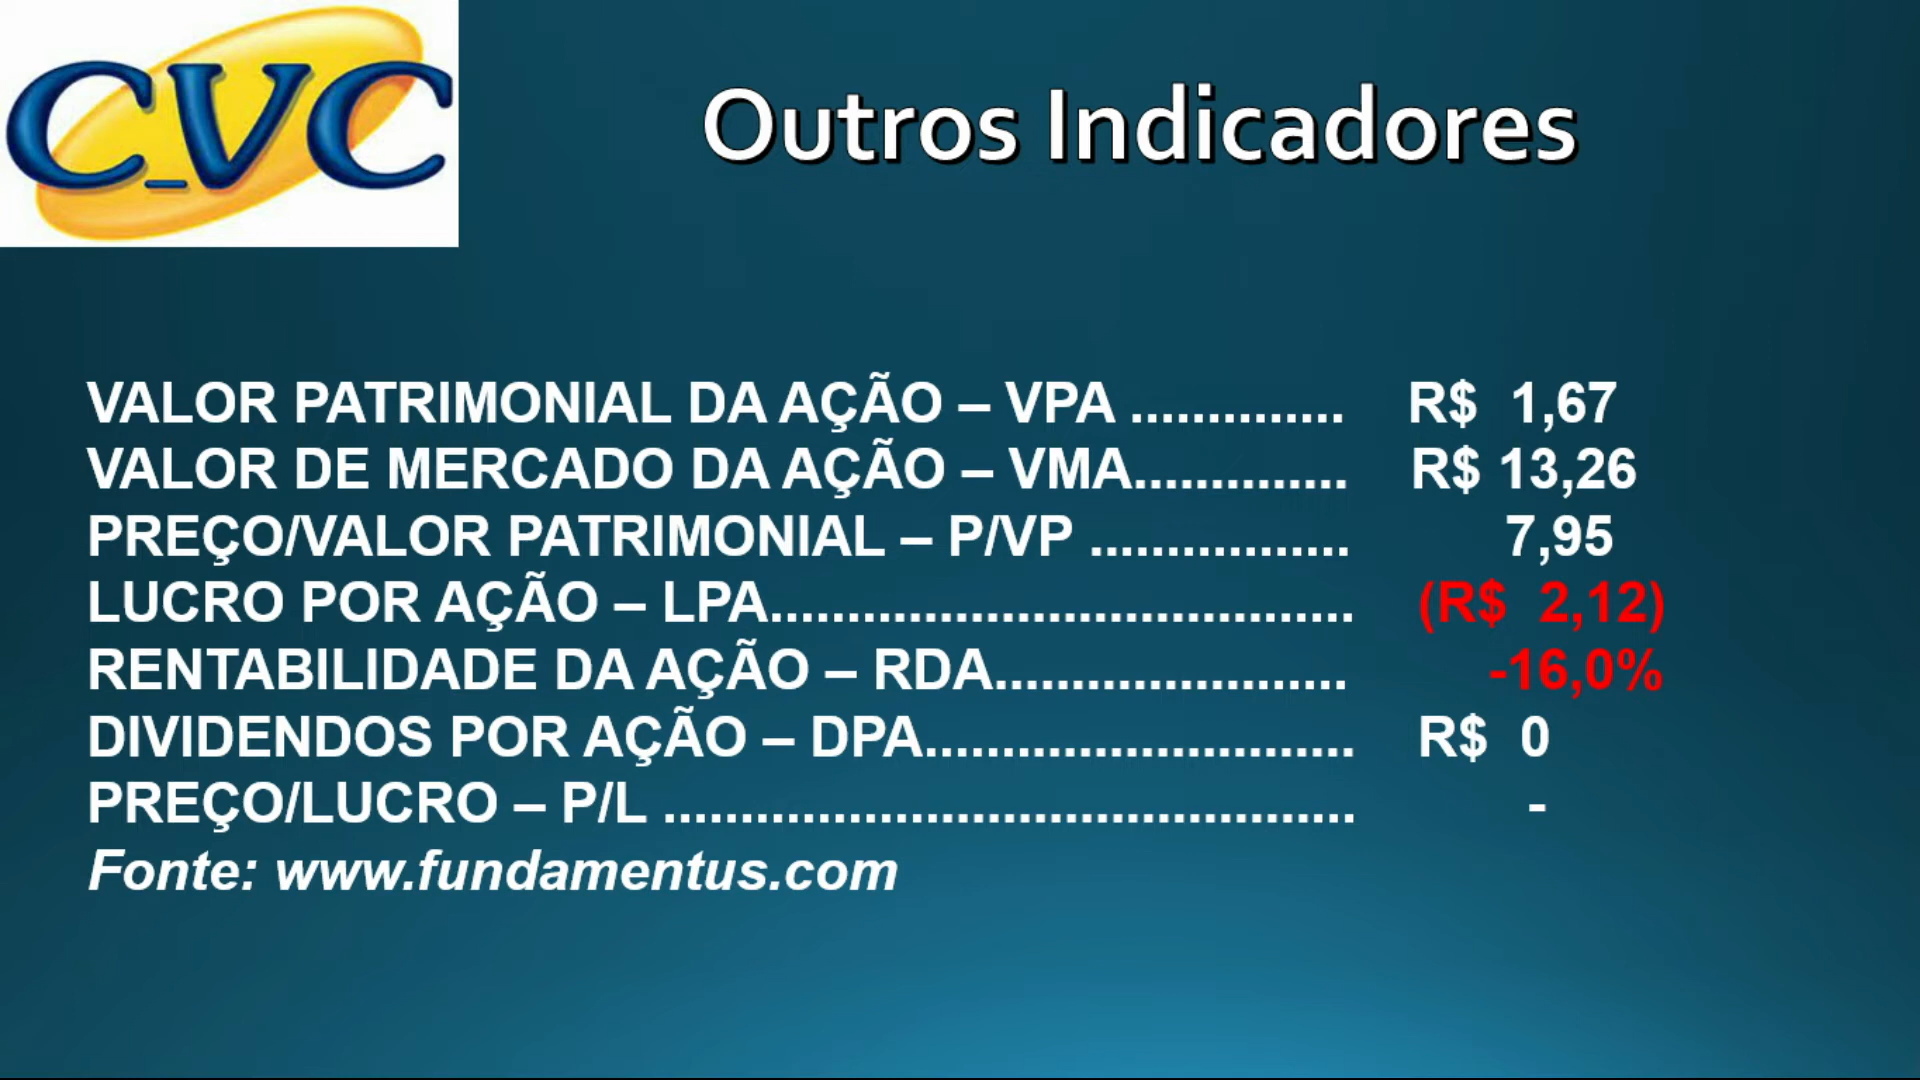 CVC
Outros Indicadores
VALOR PATRIMONIAL DA AÇÃO – VPA .............. R$ 1,67
VALOR DE MERCADO DA AÇÃO – VMA.............. R$ 13,26
PREÇO/VALOR PATRIMONIAL – P/VP ................. 7,95
LUCRO POR AÇÃO – LPA...................................... (R$ 2,12)
RENTABILIDADE DA AÇÃO – RDA....................... -16,0%
DIVIDENDOS POR AÇÃO – DPA............................ R$ 0
PREÇO/LUCRO – P/L ............................................. -
Fonte: www.fundamentus.com